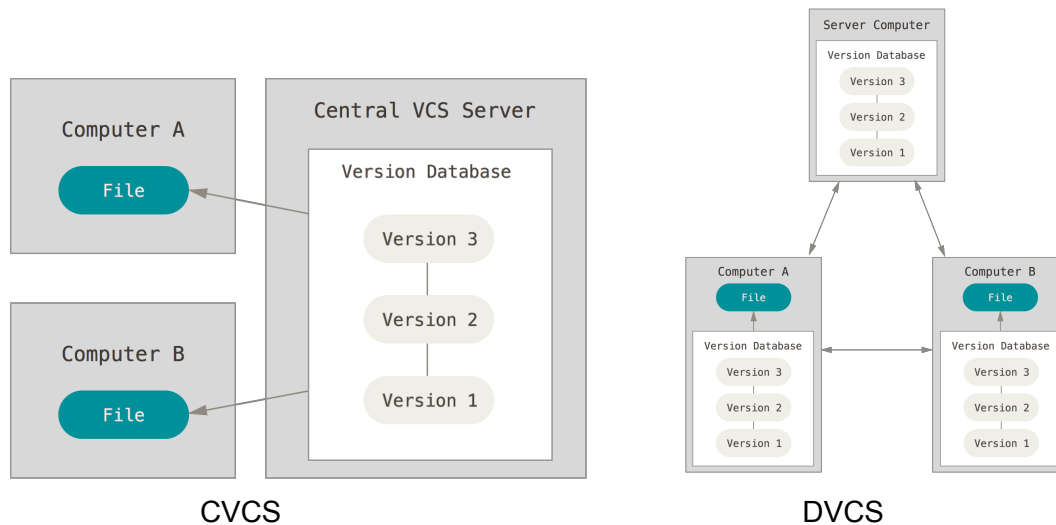 Computer A
File
Computer B
File
Central VCS Server
Version Database
Version 3
Version 2
Version 1
CVCS
Server Computer
Version Database
Version 3
Version 2
Version 1
Computer A
File
Version Database
Version 3
Version 2
Version 1
Computer B
File
Version Database
Version 3
Version 2
Version 1
DVCS